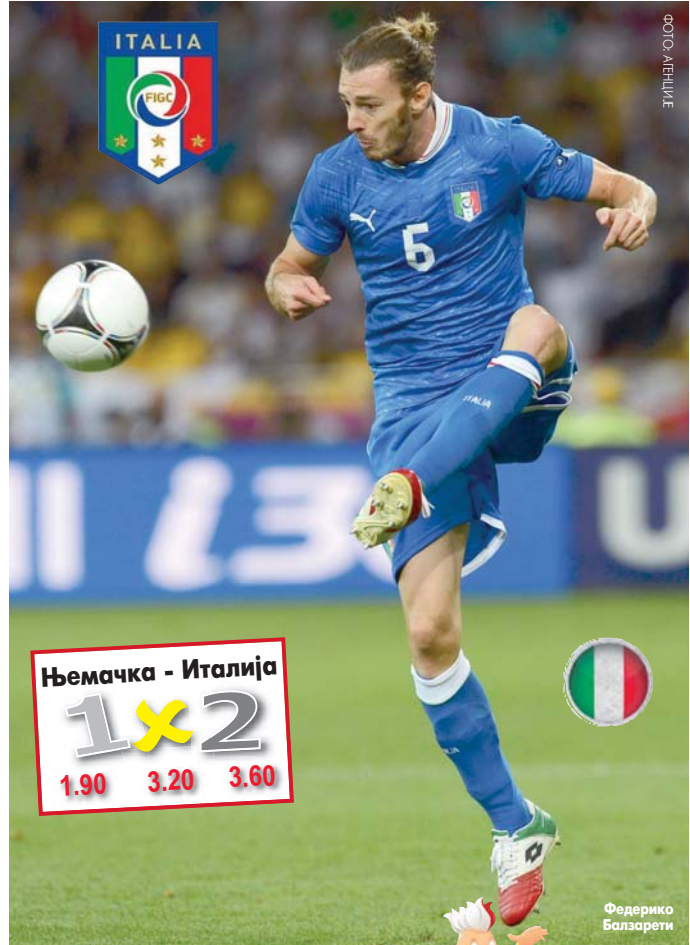 ITALIA
FIGC
ФОТО: АГЕНЦИЈЕ
6
ITALIA
Њемачка - Италија
1 x 2
1.90 3.20 3.60
Федерико
Балзарети